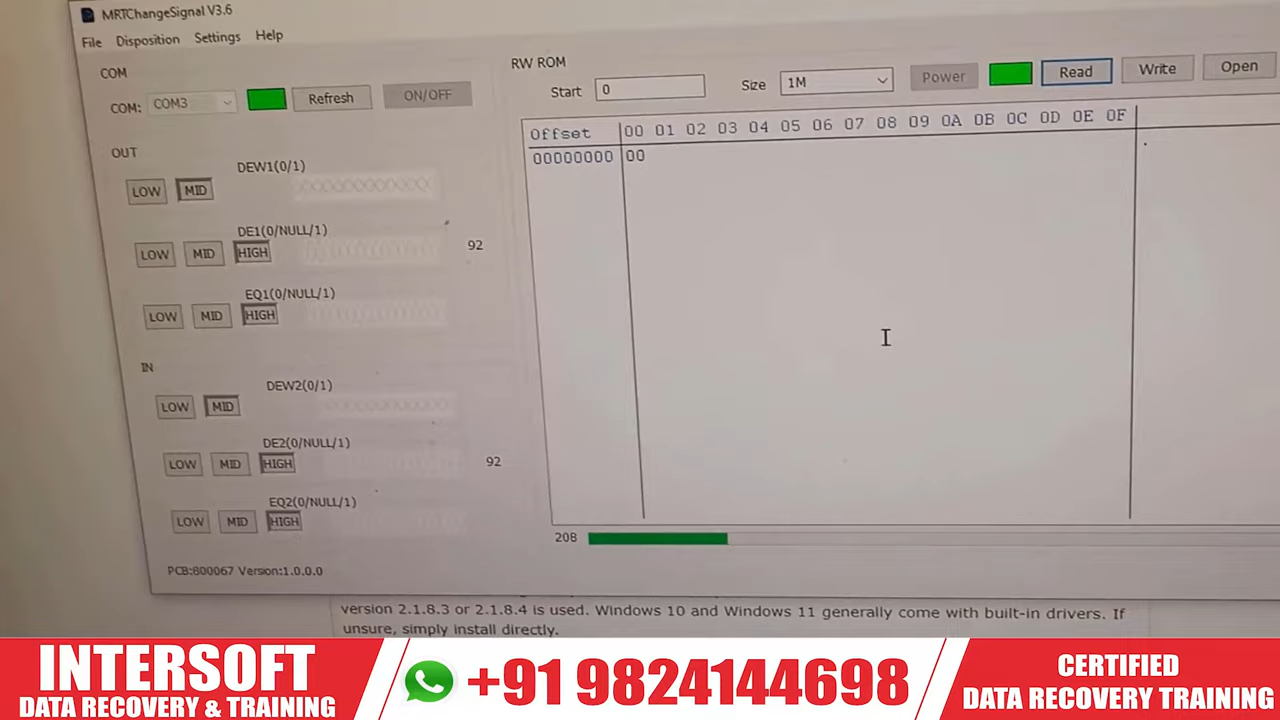 MRTChangeSignal V3.6
File Disposition Settings Help
COM
COM: COM3 Refresh ON/OFF
OUT
DEW1(0/1)
LOW MID
DE1(0/NULL/1)
LOW MID HIGH 92
EQ1(0/NULL/1)
LOW MID HIGH
IN
DEW2(0/1)
LOW MID
DE2(0/NULL/1)
LOW MID HIGH 92
EQ2(0/NULL/1)
LOW MID HIGH
PCB:800067 Version:1.0.0.0
RW ROM
Start 0 Size 1M Power Read Write Open
Offset 00 01 02 03 04 05 06 07 08 09 0A 0B 0C 0D 0E 0F
00000000 00
208
version 2.1.8.3 or 2.1.8.4 is used. Windows 10 and Windows 11 generally come with built-in drivers. If
unsure, simply install directly.
INTERSOFT
DATA RECOVERY & TRAINING
+91 9824144698
CERTIFIED
DATA RECOVERY TRAINING